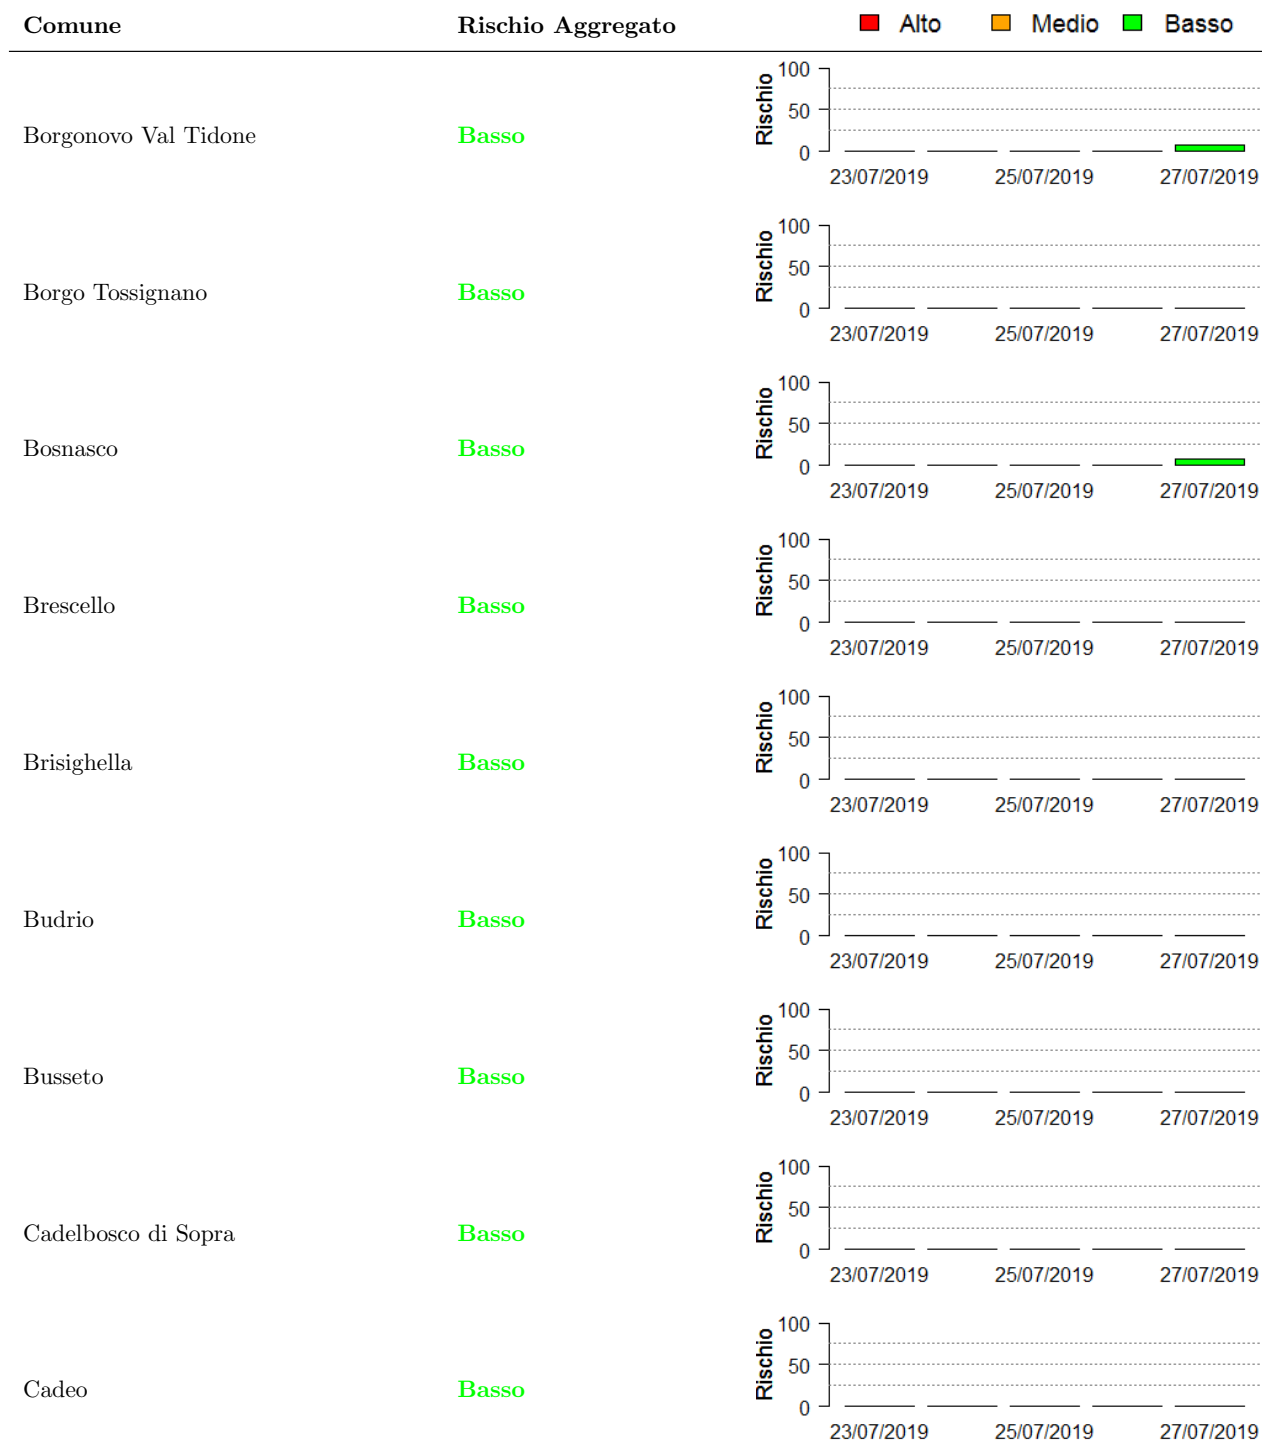 Comune Rischio Aggregato Alto Medio Basso
Borgonovo Val Tidone Basso Rischio 100 50 0
23/07/2019 25/07/2019 27/07/2019
Borgo Tossignano Basso Rischio 100 50 0
23/07/2019 25/07/2019 27/07/2019
Bosnasco Basso Rischio 100 50 0
23/07/2019 25/07/2019 27/07/2019
Brescello Basso Rischio 100 50 0
23/07/2019 25/07/2019 27/07/2019
Brisighella Basso Rischio 100 50 0
23/07/2019 25/07/2019 27/07/2019
Budrio Basso Rischio 100 50 0
23/07/2019 25/07/2019 27/07/2019
Busseto Basso Rischio 100 50 0
23/07/2019 25/07/2019 27/07/2019
Cadelbosco di Sopra Basso Rischio 100 50 0
23/07/2019 25/07/2019 27/07/2019
Cadeo Basso Rischio 100 50 0
23/07/2019 25/07/2019 27/07/2019